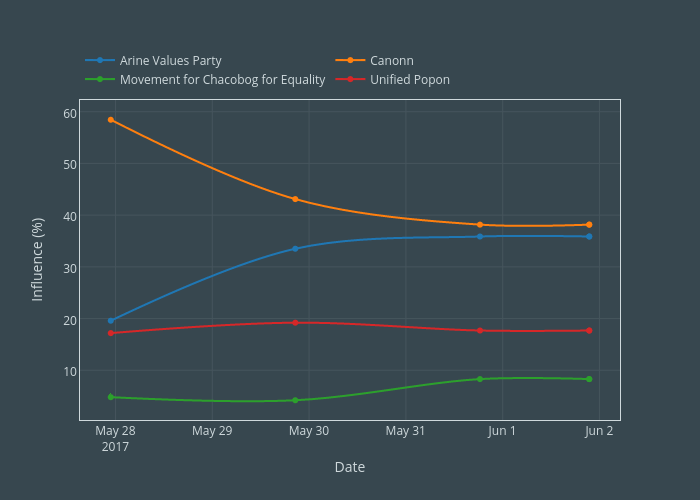 Arine Values Party
Canonn
Movement for Chacobog for Equality
Unified Popon
60
50
40
30
20
10
Influence (%)
May 28 May 29 May 30 May 31 Jun 1 Jun 2
2017
Date